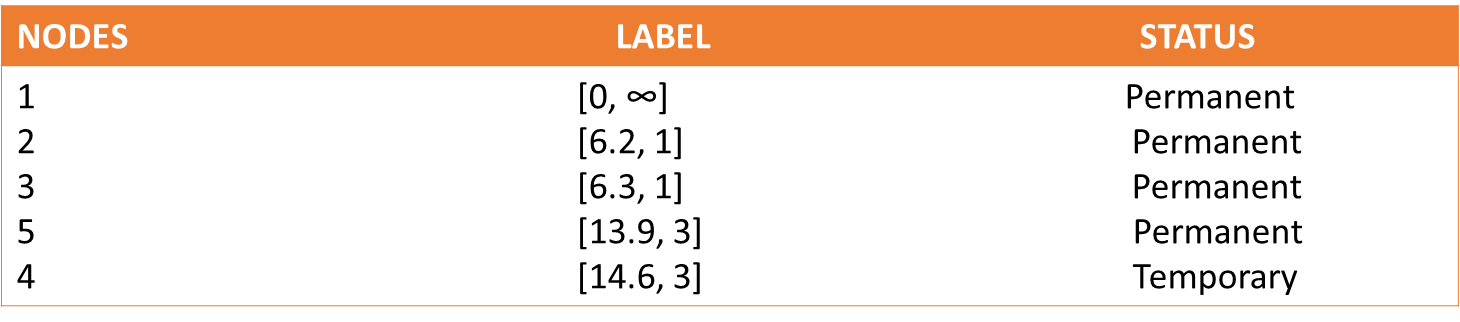 NODES LABEL STATUS
1 [0, ∞] Permanent
2 [6.2, 1] Permanent
3 [6.3, 1] Permanent
5 [13.9, 3] Permanent
4 [14.6, 3] Temporary